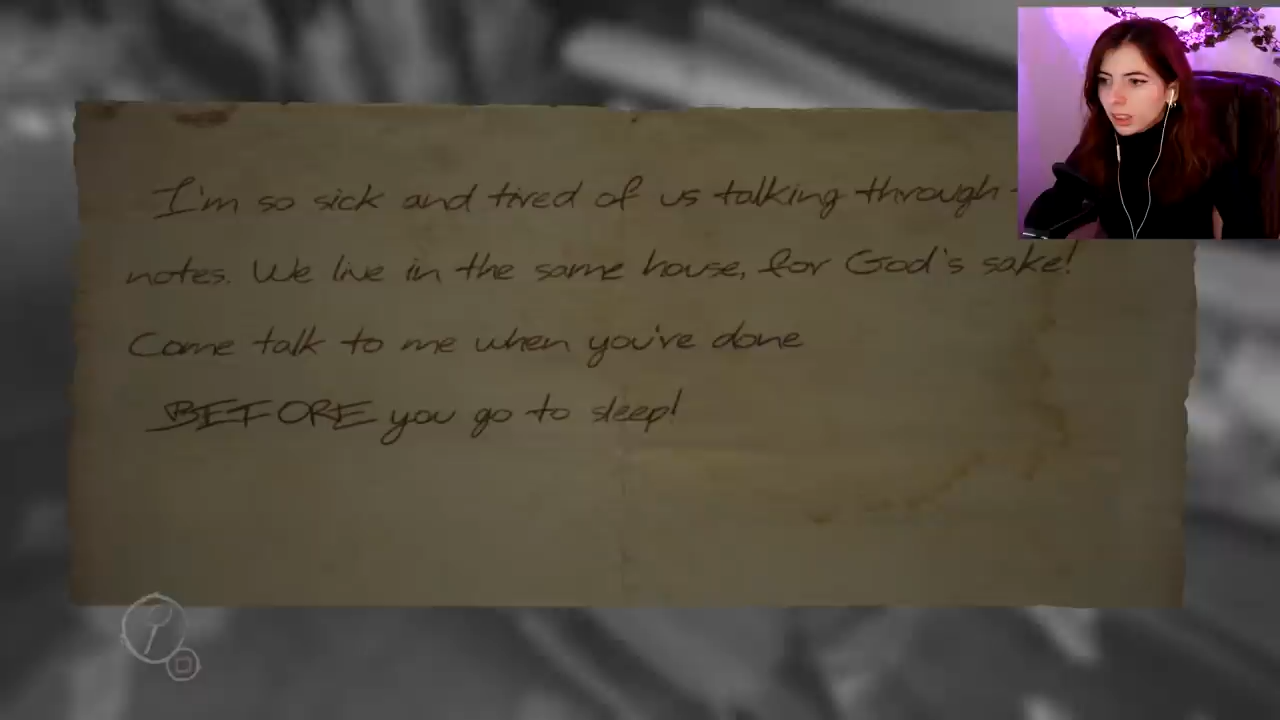 I'm so sick and tired of us talking through
notes. We live in the same house, for God's sake!
Come talk to me when you've done
BEFORE you go to sleep!